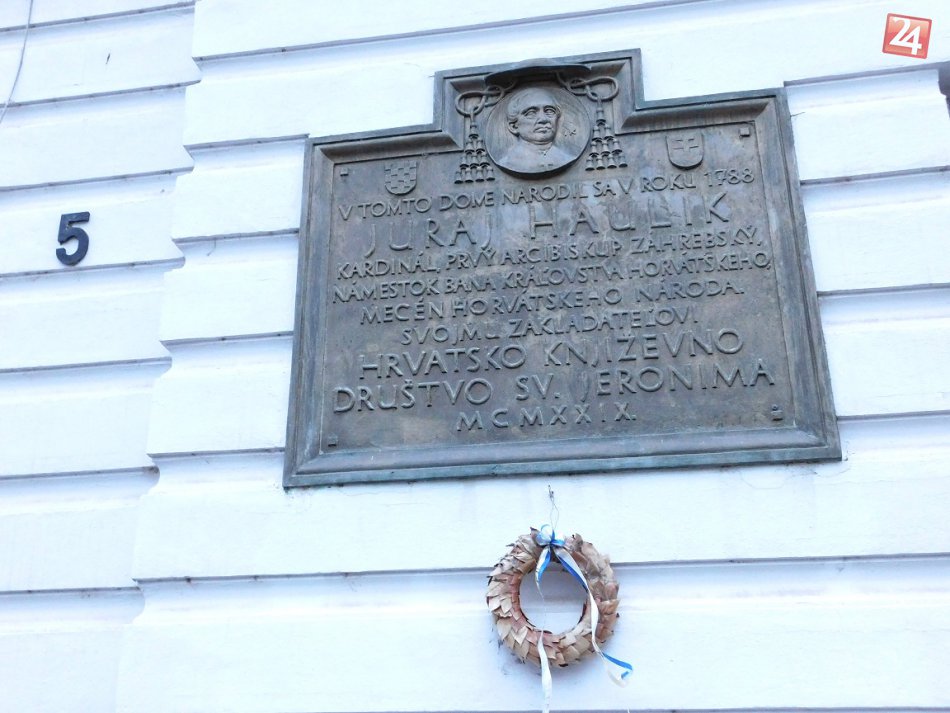 24
5
V TOMTO DOME NARODIL SA V ROKU 1788
JURAJ HAULIK
KARDINÁL, PRVÝ ARCIBISKUP ZÁHREBSKÝ,
NÁMESTOK BÁNA KRÁĽOVSTVA HORVÁTSKEHO,
MECÉN HORVÁTSKEHO NÁRODA.
SVOJMU ZAKLADATEĽOVI
HRVATSKO KNJIŽEVNO
DRUŠTVO SV. JERONIMA
MCMXXIX.